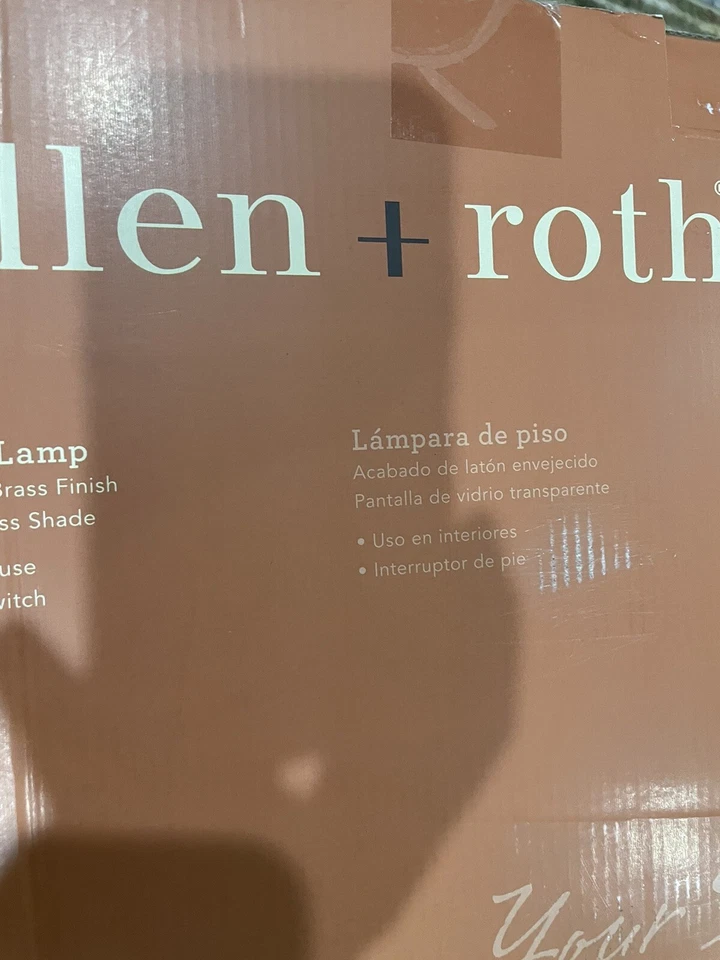 llen + roth®
Lamp
Brass Finish
ss Shade
use
witch
Lámpara de piso
Acabado de latón envejecido
Pantalla de vidrio transparente
• Uso en interiores
• Interruptor de pie
Your